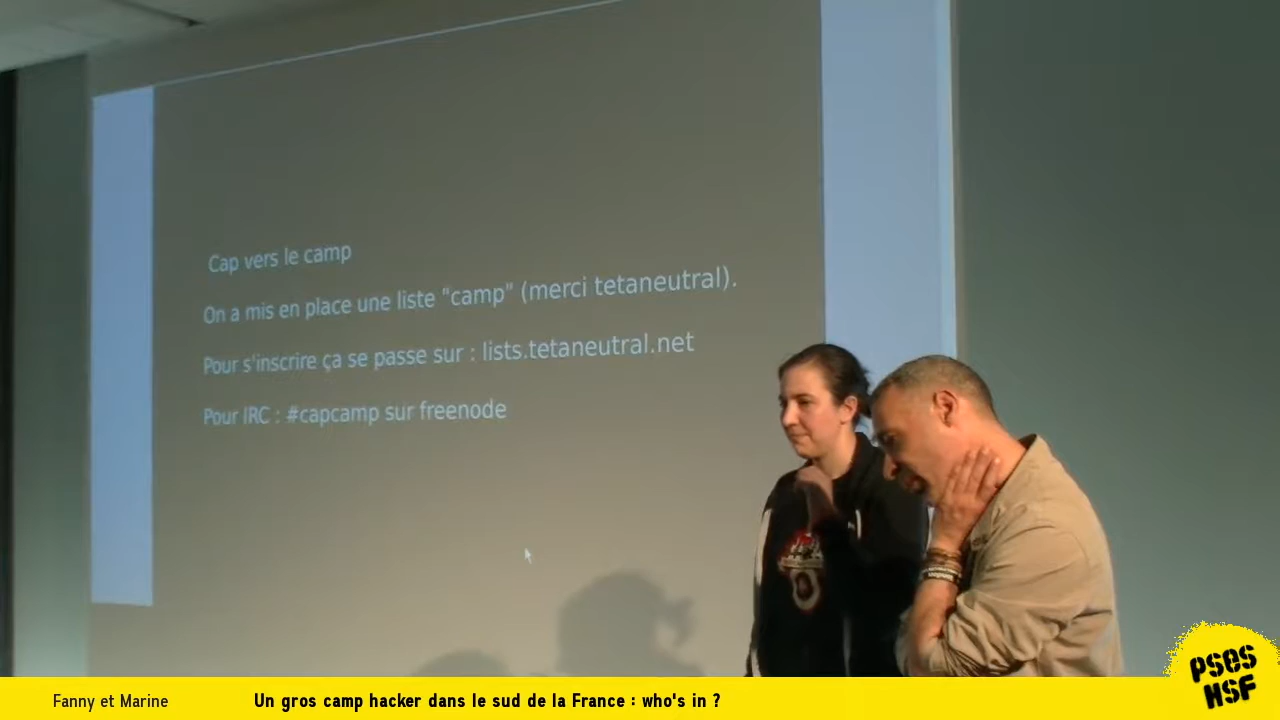 Cap vers le camp
On a mis en place une liste "camp" (merci tetaneutral).
Pour s'inscrire ça se passe sur : lists.tetaneutral.net
Pour IRC : #capcamp sur freenode
Fanny et Marine
Un gros camp hacker dans le sud de la France : who's in ?
PSES
HSF